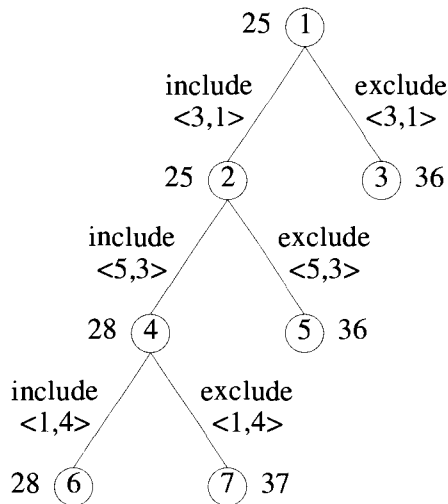 25 1
include exclude
<3,1> <3,1>
25 2 3 36
include exclude
<5,3> <5,3>
28 4 5 36
include exclude
<1,4> <1,4>
28 6 7 37